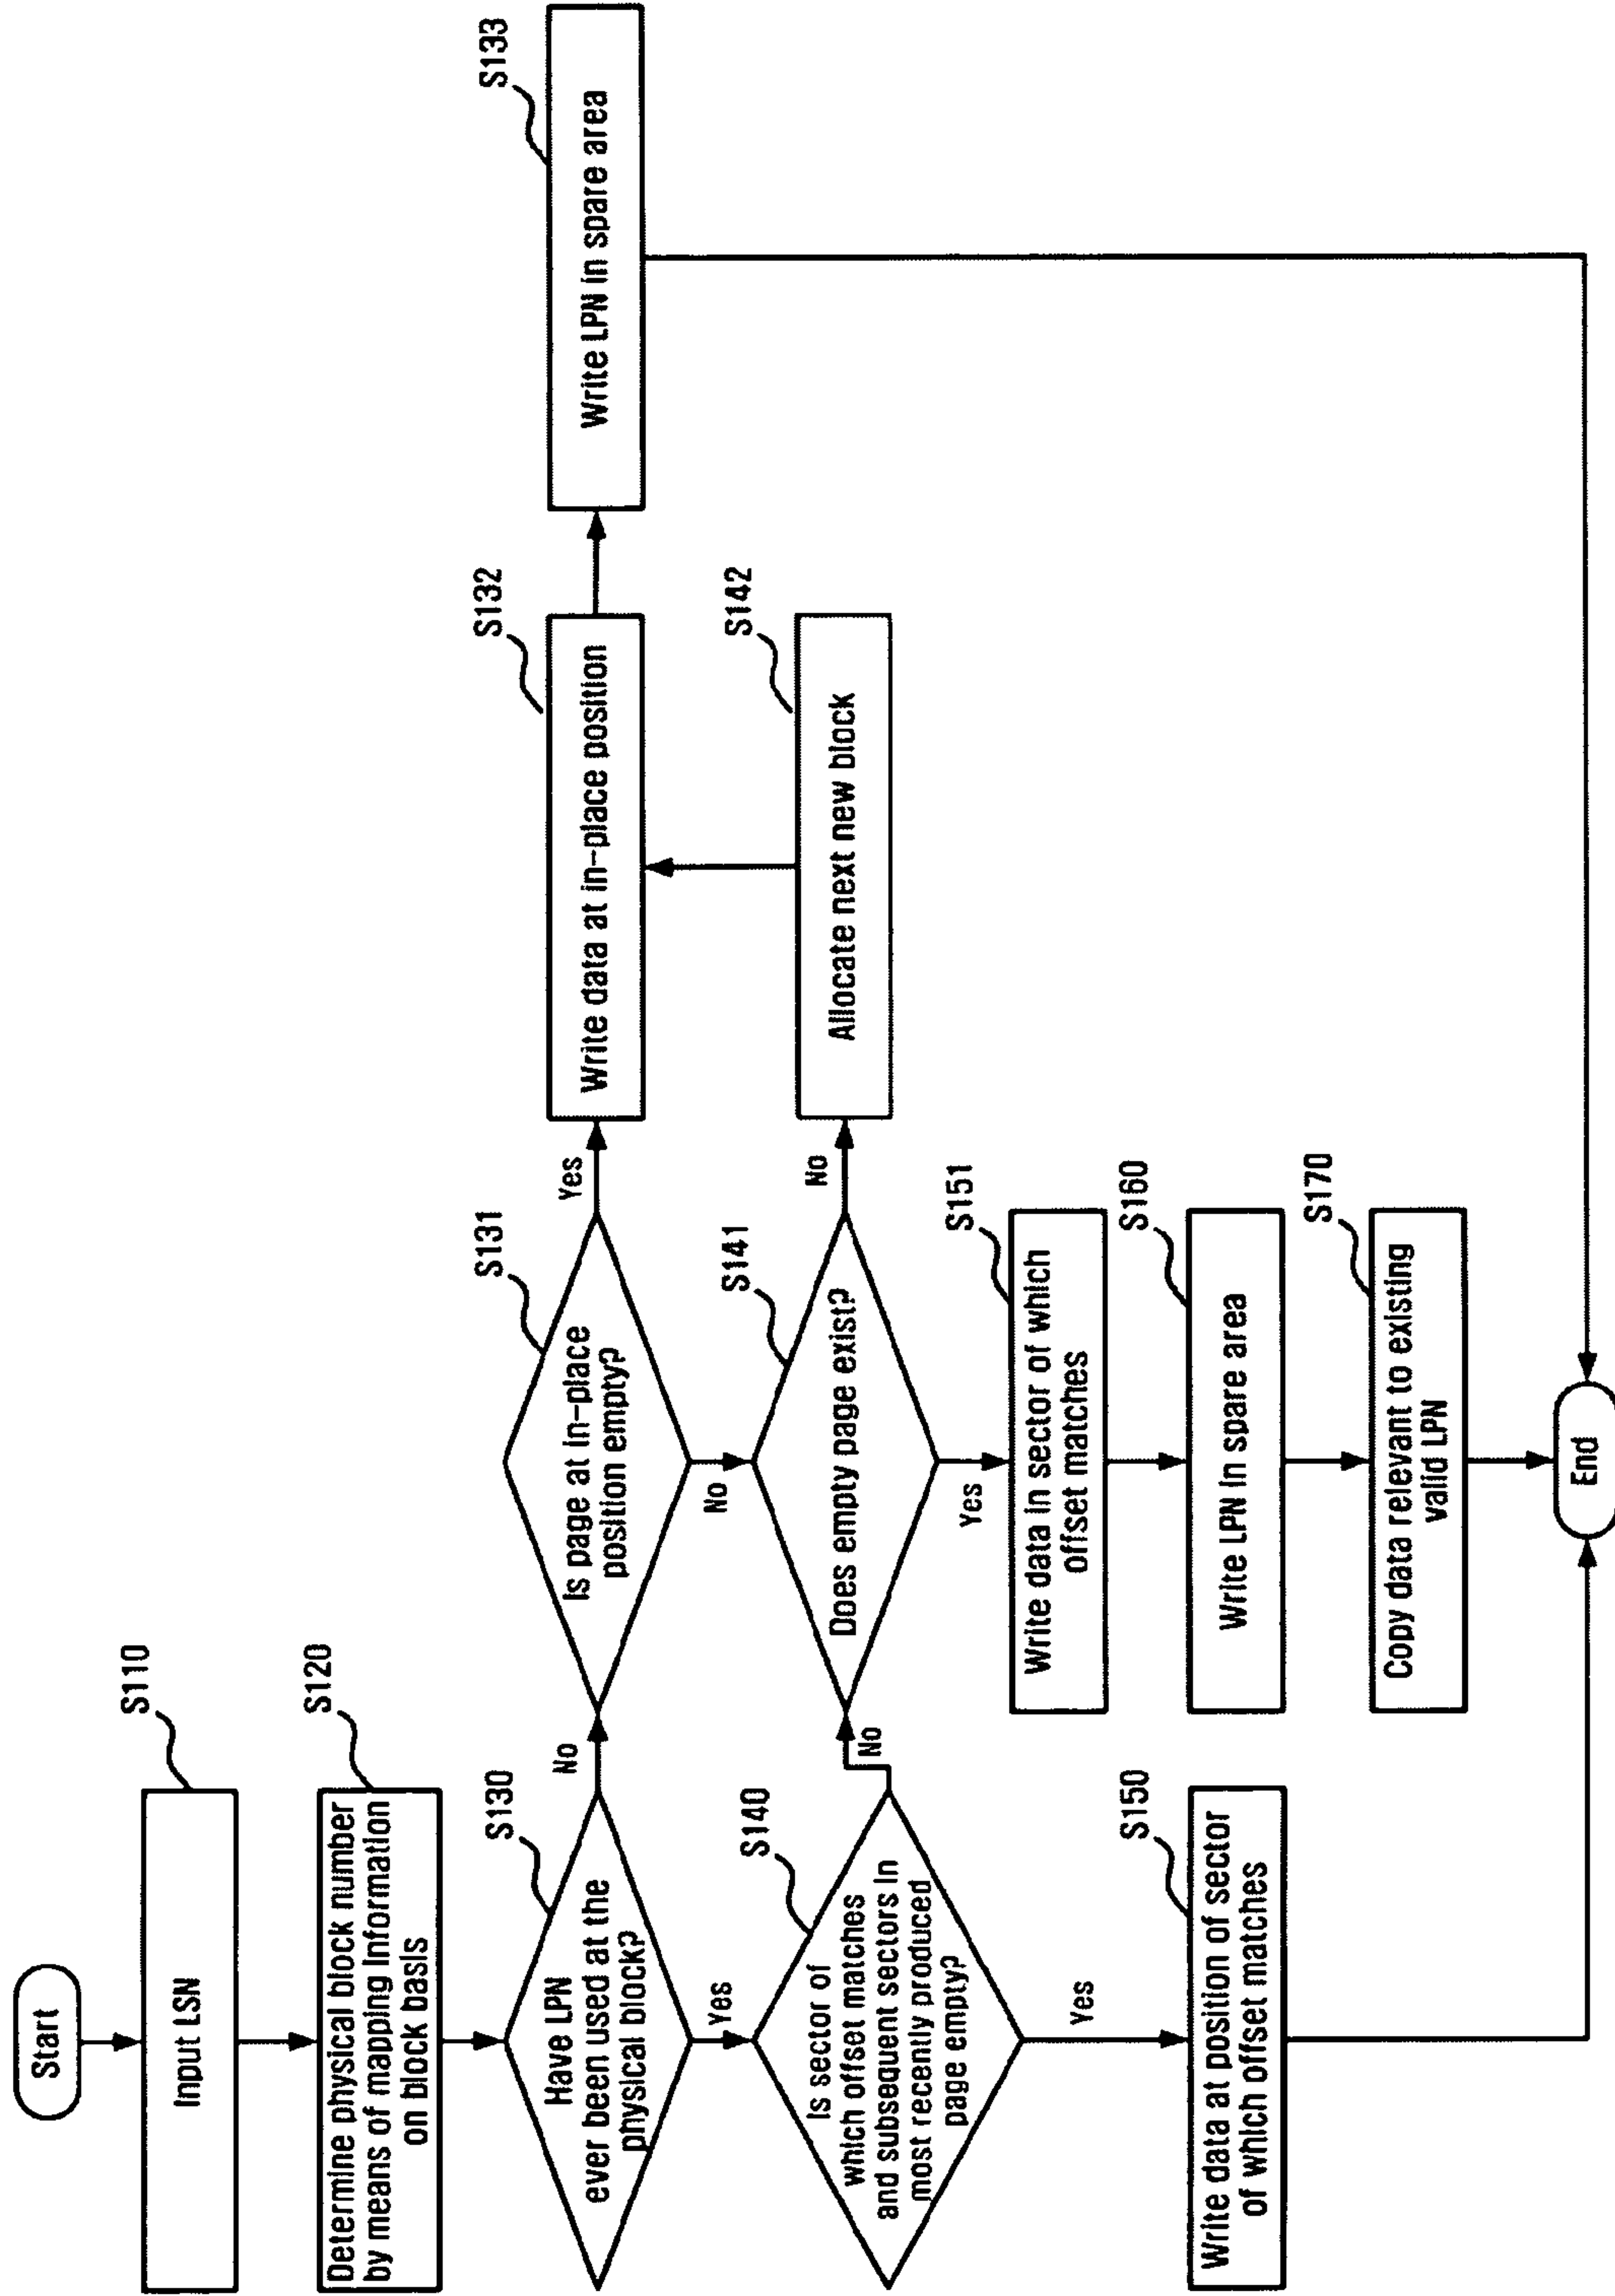 Start
S110
Input LSN
S120
Determine physical block number
by means of mapping information
on block basis
S130
Have LPN
ever been used at the
physical block?
No
Yes
S131
Is page at in-place
position empty?
Yes
No
S132
Write data at in-place position
S133
Write LPN in spare area
S140
Is sector of
which offset matches
and subsequent sectors in
most recently produced
page empty?
No
Yes
S141
Does empty page exist?
No
Yes
S142
Allocate next new block
S150
Write data at position of sector
of which offset matches
S151
Write data in sector of which
offset matches
S160
Write LPN in spare area
S170
Copy data relevant to existing
valid LPN
End